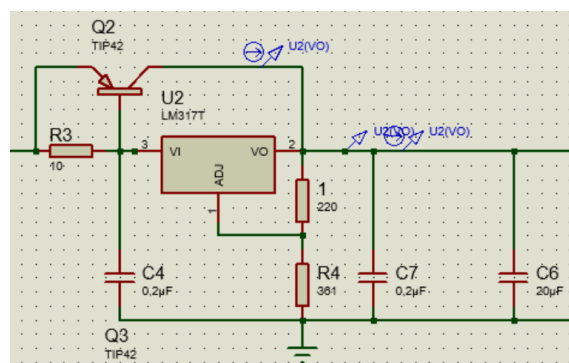 Q2
TIP42
U2(VO)
U2
LM317T
R3
10
3
VI
VO
2
ADJ
1
U2(VO)
U2(VO)
1
220
C4
0,2µF
R4
361
C7
0,2µF
C6
20µF
Q3
TIP42